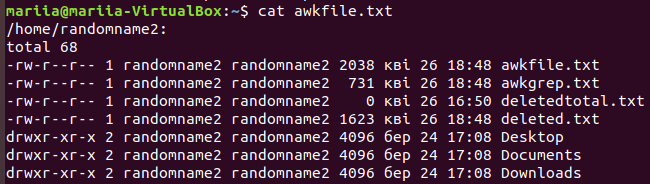 mariia@mariia-VirtualBox:~$ cat awkfile.txt
/home/randomname2:
total 68
-rw-r--r-- 1 randomname2 randomname2 2038 кві 26 18:48 awkfile.txt
-rw-r--r-- 1 randomname2 randomname2  731 кві 26 18:48 awkgrep.txt
-rw-r--r-- 1 randomname2 randomname2    0 кві 26 16:50 deletedtotal.txt
-rw-r--r-- 1 randomname2 randomname2 1623 кві 26 18:48 deleted.txt
drwxr-xr-x 2 randomname2 randomname2 4096 бер 24 17:08 Desktop
drwxr-xr-x 2 randomname2 randomname2 4096 бер 24 17:08 Documents
drwxr-xr-x 2 randomname2 randomname2 4096 бер 24 17:08 Downloads